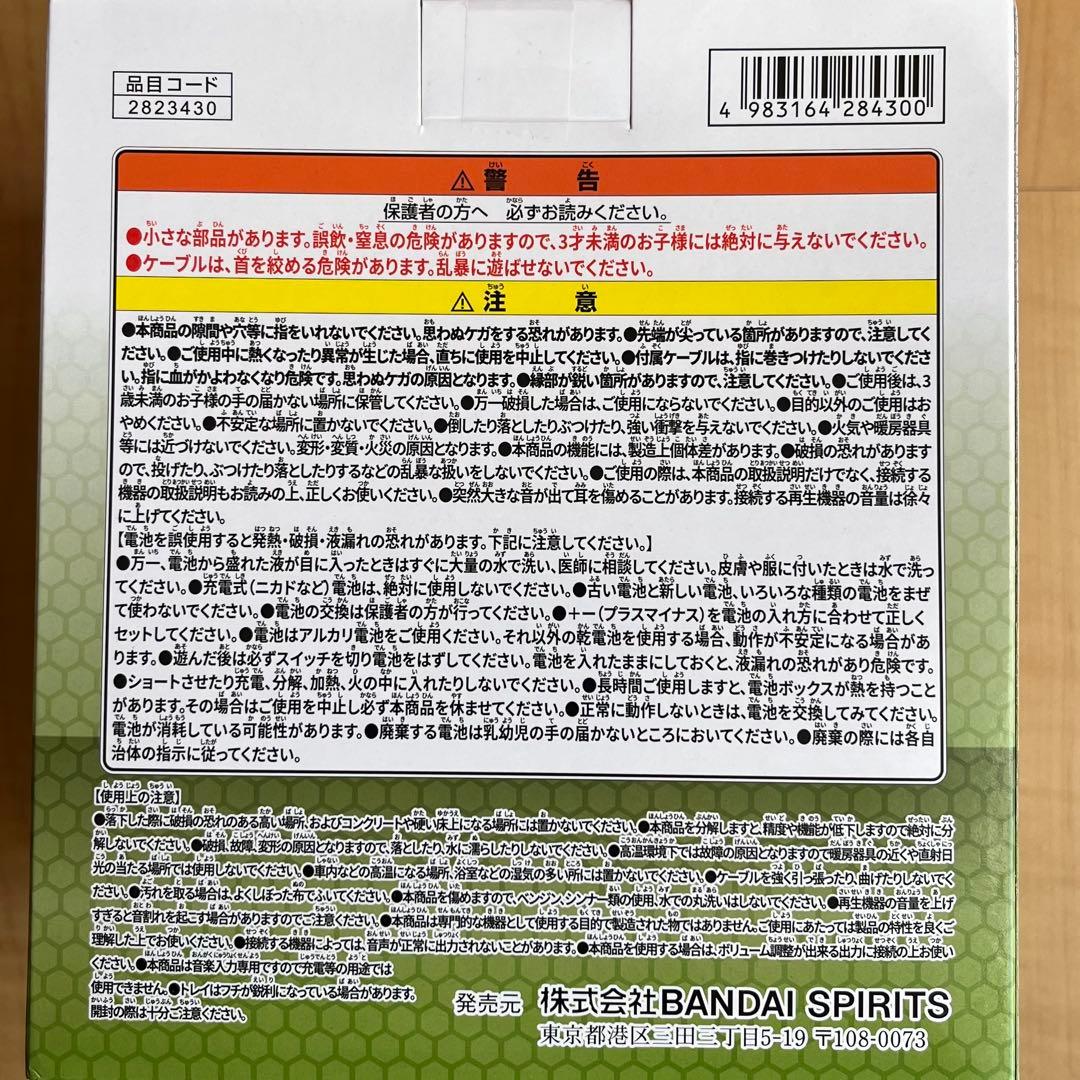 品目コード
2823430
4 983164 284300
⚠ 警告
保護者の方へ 必ずお読みください。
●小さな部品があります。誤飲・窒息の危険がありますので、3才未満のお子様には絶対に与えないでください。
●ケーブルは、首を絞める危険があります。乱暴に遊ばせないでください。
⚠ 注意
●本商品の隙間や穴等に指をいれないでください。思わぬケガをする恐れがあります。●先端が尖っている箇所がありますので、注意してく
ださい。●ご使用中に熱くなったり異常が生じた場合、直ちに使用を中止してください。●付属ケーブルは、指に巻きつけたりしないでくださ
い。指に血がかよわなくなり危険です。思わぬケガの原因となります。●縁部が鋭い箇所がありますので、注意してください。●ご使用後は、3
歳未満のお子様の手の届かない場所に保管してください。●万一破損した場合は、ご使用にならないでください。●目的以外のご使用はお
やめください。●不安定な場所に置かないでください。●倒したり落としたりぶつけたり、強い衝撃を与えないでください。●火気や暖房器具
等には近づけないでください。変形・変質・火災の原因となります。●本商品の機能には、製造上個体差があります。●破損の恐れがあります
ので、投げたり、ぶつけたり落としたりするなどの乱暴な扱いをしないでください。●ご使用の際は、本商品の取扱説明だけでなく、接続する
機器の取扱説明もお読みの上、正しくお使いください。●突然大きな音が出て耳を傷めることがあります。接続する再生機器の音量は徐々
に上げてください。
【電池を誤使用すると発熱・破損・液漏れの恐れがあります。下記に注意してください。】
●万一、電池から盛れた液が目に入ったときはすぐに大量の水で洗い、医師に相談してください。皮膚や服に付いたときは水で洗っ
てください。●充電式(ニカドなど)電池は、絶対に使用しないでください。●古い電池と新しい電池、いろいろな種類の電池をまぜ
て使わないでください。●電池の交換は保護者の方が行ってください。●+−(プラスマイナス)を電池の入れ方に合わせて正しく
セットしてください。●電池はアルカリ電池をご使用ください。それ以外の乾電池を使用する場合、動作が不安定になる場合があ
ります。●遊んだ後は必ずスイッチを切り電池をはずしてください。電池を入れたままにしておくと、液漏れの恐れがあり危険です。
●ショートさせたり充電、分解、加熱、火の中に入れたりしないでください。●長時間ご使用しますと、電池ボックスが熱を持つこと
があります。その場合はご使用を中止し必ず本商品を休ませてください。●正常に動作しないときは、電池を交換してみてください。
電池が消耗している可能性があります。●廃棄する電池は乳幼児の手の届かないところにおいてください。●廃棄の際には各自
治体の指示に従ってください。
【使用上の注意】
●落下した際に破損の恐れのある高い場所、およびコンクリートや硬い床上になる場所には置かないでください。●本商品を分解しますと、精度や機能が低下しますので絶対に分
解しないでください。●破損、故障、変形の原因となりますので、落としたり、水に濡らしたりしないでください。●高温環境下では故障の原因となりますので暖房器具の近くや直射日
光の当たる場所では使用しないでください。●車内などの高温になる場所、浴室などの湿気の多い所には置かないでください。●ケーブルを強く引っ張ったり、曲げたりしないでく
ださい。●汚れを取る場合は、よくしぼった布でふいてください。●本商品を傷めますので、ベンジン、シンナー類の使用、水での丸洗いはしないでください。●再生機器の音量を上げ
すぎると音割れを起こす場合がありますのでご注意ください。●本商品は専門的な機器として使用する目的で製造された物ではありません。ご使用にあたっては製品の特性を良くご
理解した上でお使いください。●接続する機器によっては、音声が正常に出力されないことがあります。●本商品を使用する場合は、ボリューム調整が出来る出力に接続の上お使い
ください。●本商品は音楽入力専用ですので充電等の用途では
使用できません。●トレイはフチが鋭利になっている場合があります。
開封の際は十分ご注意ください。
発売元 株式会社BANDAI SPIRITS
東京都港区三田三丁目5-19 〒108-0073